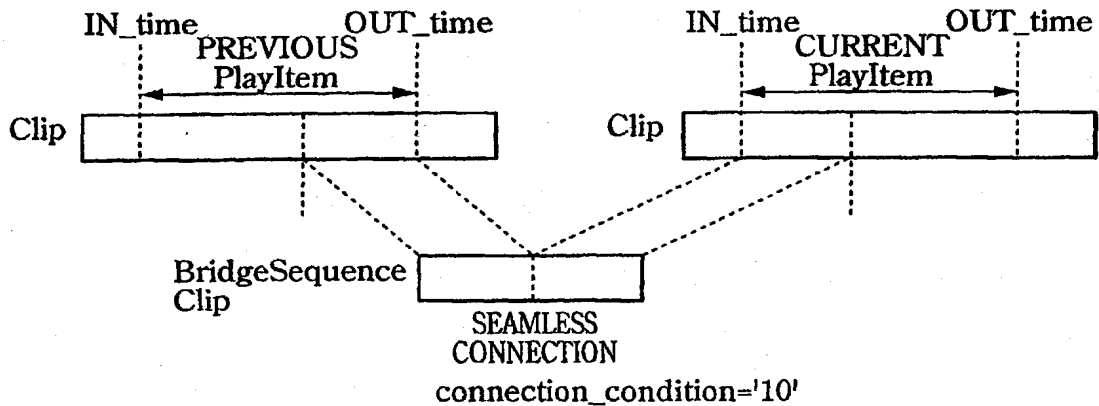 IN_time OUT_time
PREVIOUS
PlayItem
Clip
IN_time OUT_time
CURRENT
PlayItem
Clip
BridgeSequence
Clip
SEAMLESS
CONNECTION
connection_condition='10'